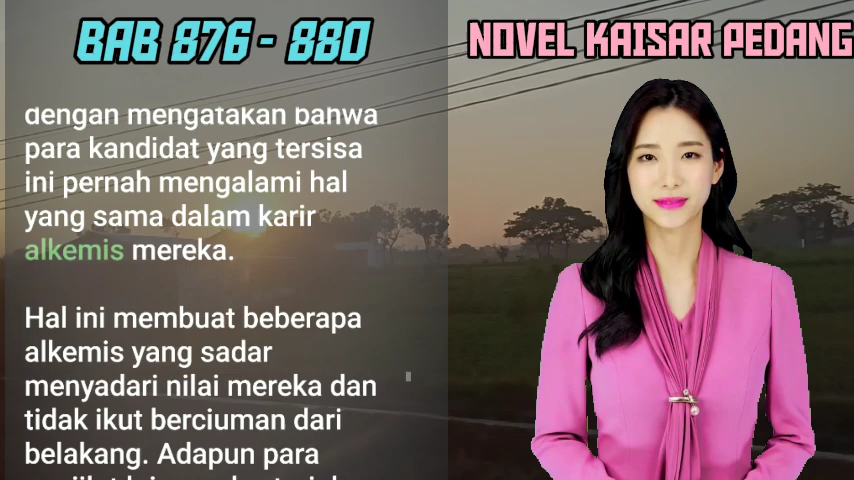 BAB 876 - 880
NOVEL KAISAR PEDANG
dengan mengatakan bahwa
para kandidat yang tersisa
ini pernah mengalami hal
yang sama dalam karir
alkemis mereka.
Hal ini membuat beberapa
alkemis yang sadar
menyadari nilai mereka dan
tidak ikut berciuman dari
belakang. Adapun para